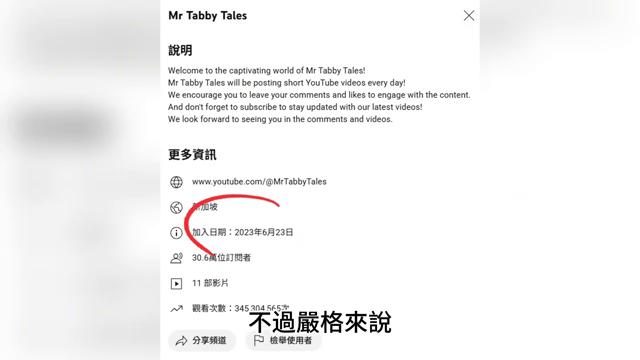 Mr Tabby Tales
說明
Welcome to the captivating world of Mr Tabby Tales!
Mr Tabby Tales will be posting short YouTube videos every day!
We encourage you to leave your comments and likes to engage with the content.
And don't forget to subscribe to stay updated with our latest videos!
We look forward to seeing you in the comments and videos.
更多資訊
www.youtube.com/@MrTabbyTales
新加坡
加入日期：2023年6月23日
30.6萬位訂閱者
11 部影片
觀看次數：345,304,565次
不過嚴格來說
分享頻道
檢舉使用者